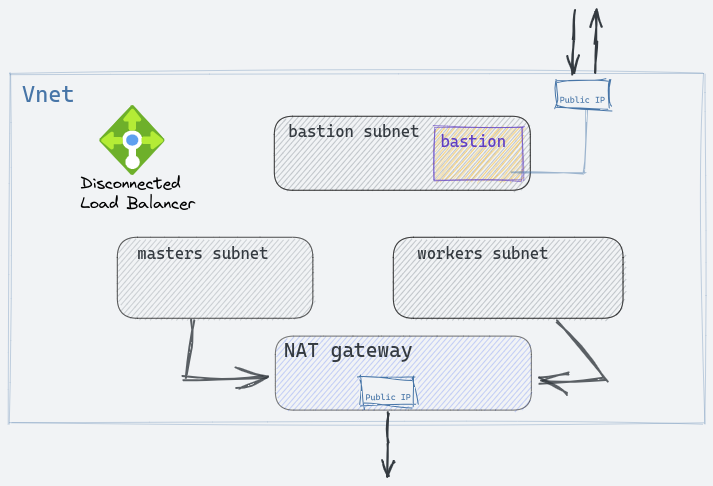 Public IP
Vnet
bastion subnet
bastion
Disconnected
Load Balancer
masters subnet
workers subnet
NAT gateway
Public IP